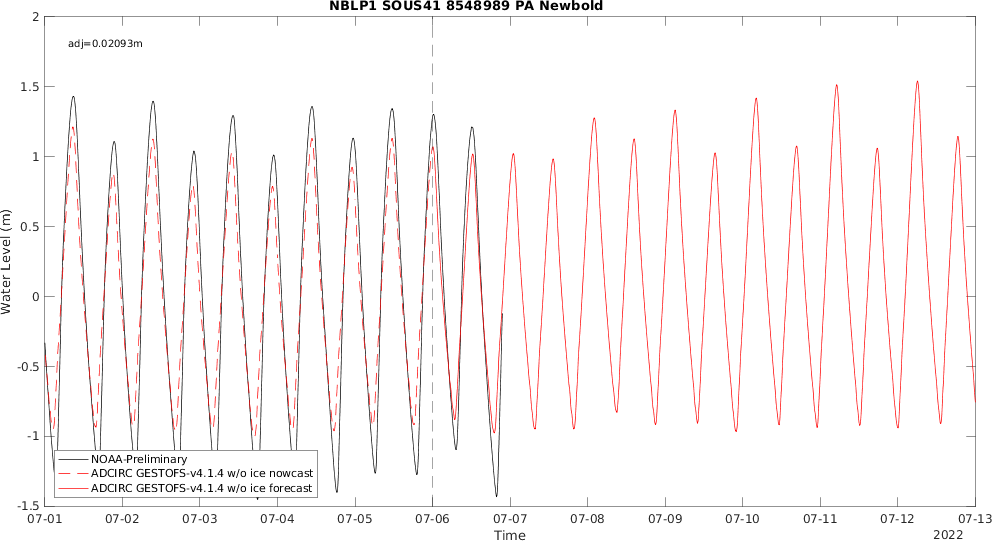 NBLP1 SOUS41 8548989 PA Newbold
adj=0.02093m
2
1.5
1
0.5
0
-0.5
-1
-1.5
Water Level (m)
NOAA-Preliminary
ADCIRC GESTOFS-v4.1.4 w/o ice nowcast
ADCIRC GESTOFS-v4.1.4 w/o ice forecast
07-01 07-02 07-03 07-04 07-05 07-06 07-07 07-08 07-09 07-10 07-11 07-12 07-13
Time
2022